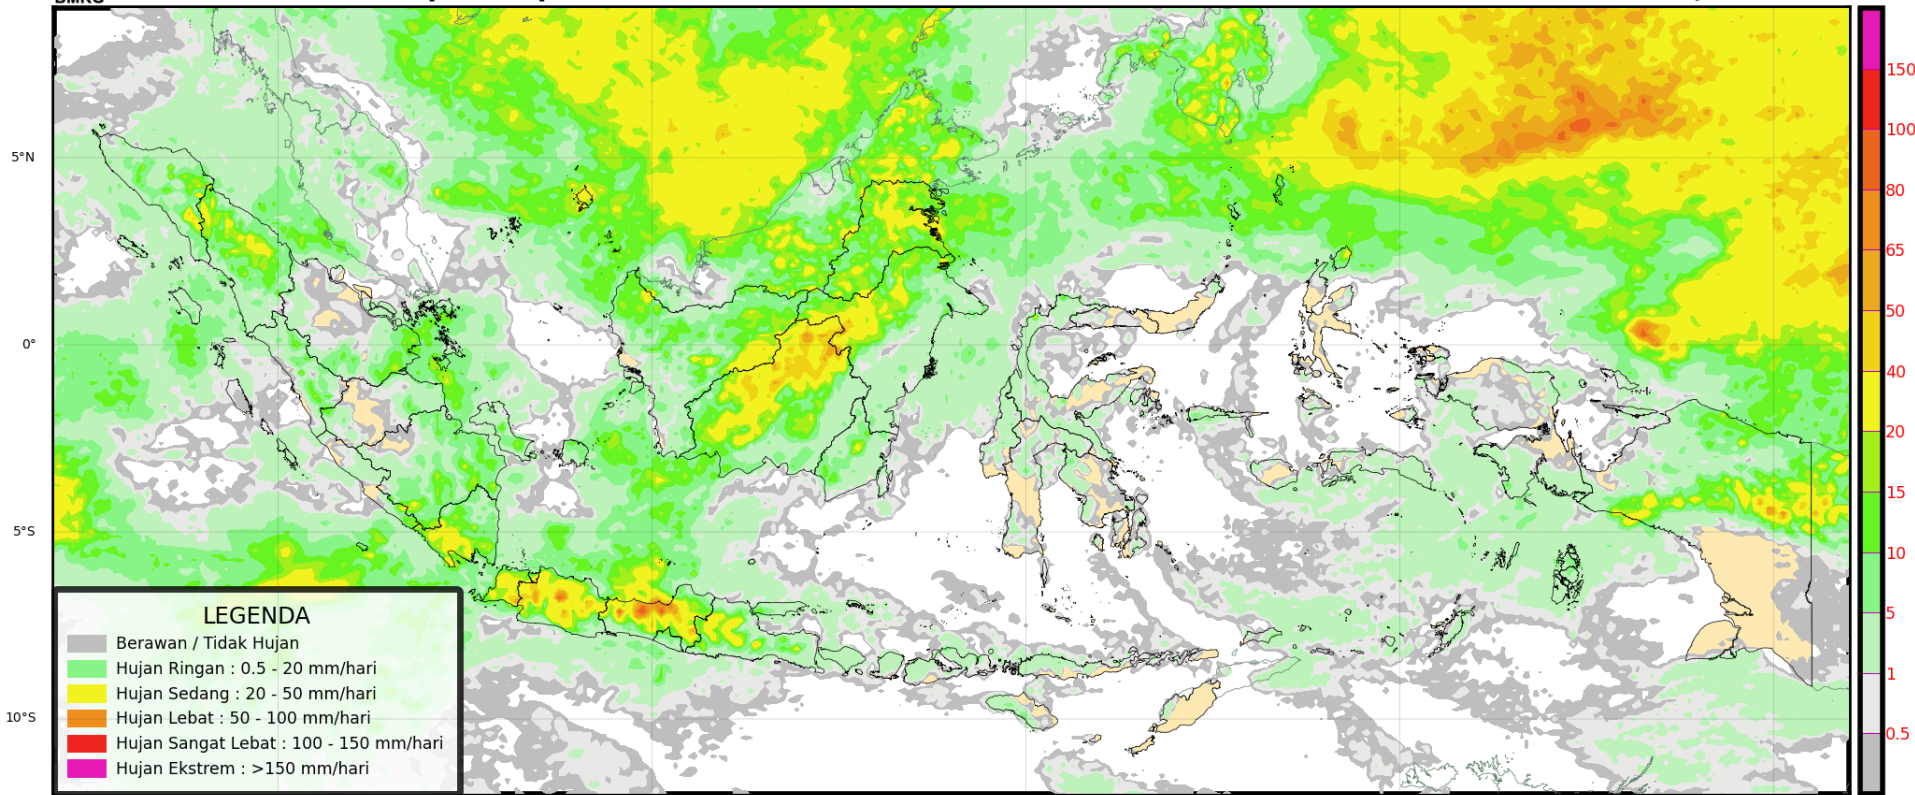 BMKG
5°N
0°
5°S
10°S
LEGENDA
Berawan / Tidak Hujan
Hujan Ringan : 0.5 - 20 mm/hari
Hujan Sedang : 20 - 50 mm/hari
Hujan Lebat : 50 - 100 mm/hari
Hujan Sangat Lebat : 100 - 150 mm/hari
Hujan Ekstrem : >150 mm/hari
150
100
80
65
50
40
20
15
10
5
1
0.5